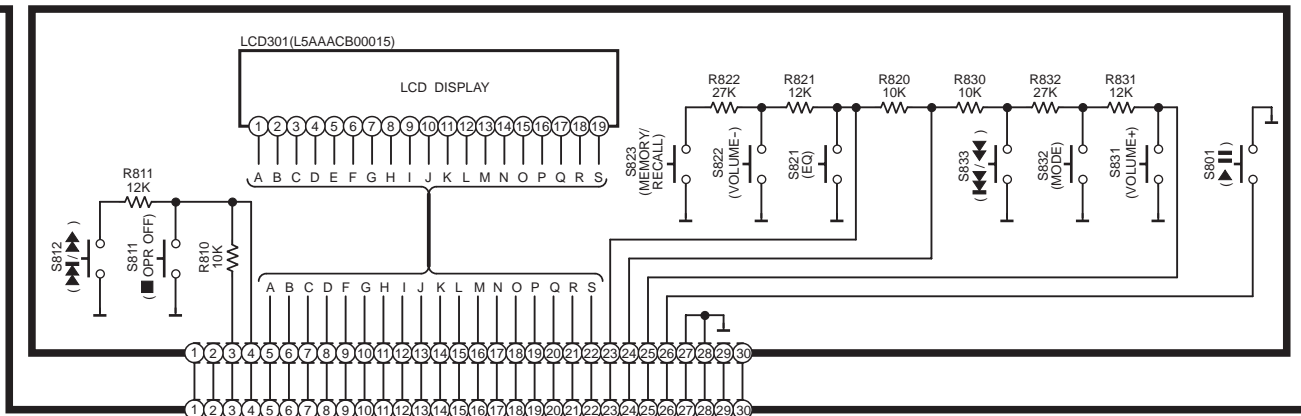 LCD301(L5AAACB00015)
LCD DISPLAY
1 2 3 4 5 6 7 8 9 10 11 12 13 14 15 16 17 18 19
A B C D E F G H I J K L M N O P Q R S
R811
12K
S812
( / )
S811
( OPR OFF)
R810
10K
R822
27K
R821
12K
R820
10K
R830
10K
R832
27K
R831
12K
S823
(MEMORY/
RECALL)
S822
(VOLUME-)
S821
(EQ)
S833
( / )
S832
(MODE)
S831
(VOLUME+)
S801
( )
A B C D F G H I J K L M N O P Q R S
1 2 3 4 5 6 7 8 9 10 11 12 13 14 15 16 17 18 19 20 21 22 23 24 25 26 27 28 29 30
1 2 3 4 5 6 7 8 9 10 11 12 13 14 15 16 17 18 19 20 21 22 23 24 25 26 27 28 29 30